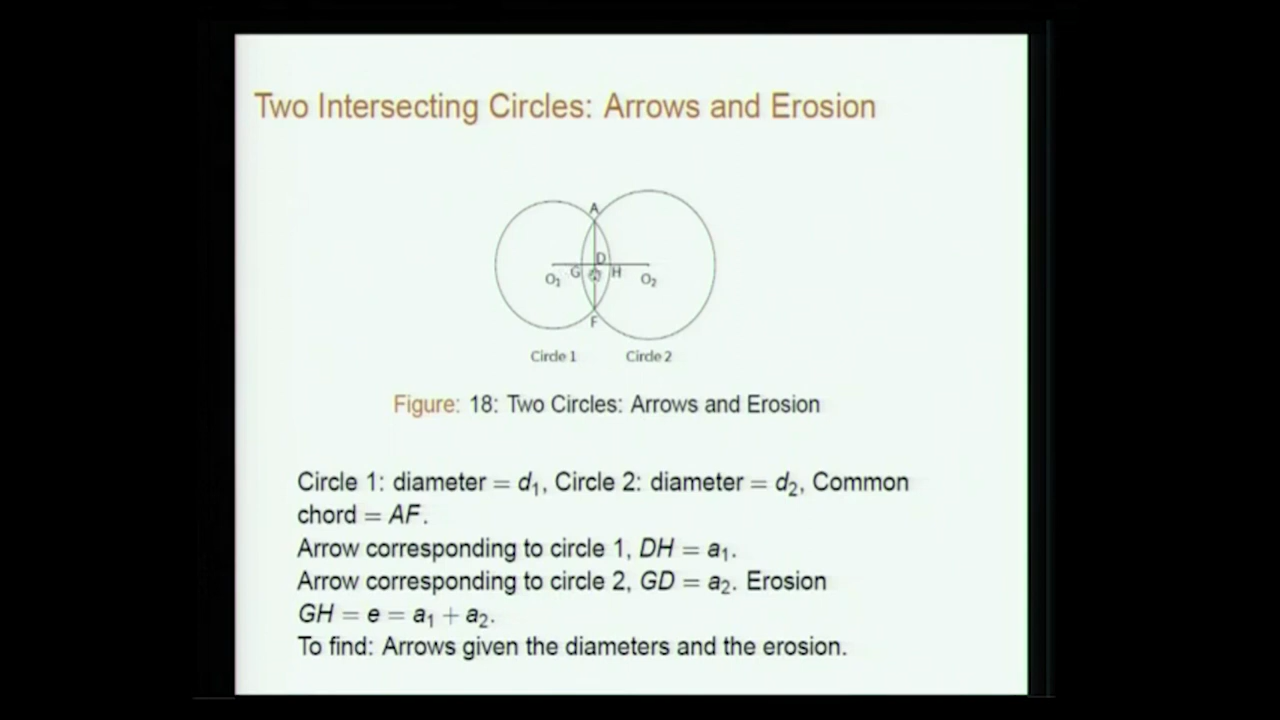 Two Intersecting Circles: Arrows and Erosion
A
D
G H
O₁ O₂
F
Circle 1 Circle 2
Figure: 18: Two Circles: Arrows and Erosion
Circle 1: diameter = d₁, Circle 2: diameter = d₂, Common
chord = AF.
Arrow corresponding to circle 1, DH = a₁.
Arrow corresponding to circle 2, GD = a₂. Erosion
GH = e = a₁ + a₂.
To find: Arrows given the diameters and the erosion.